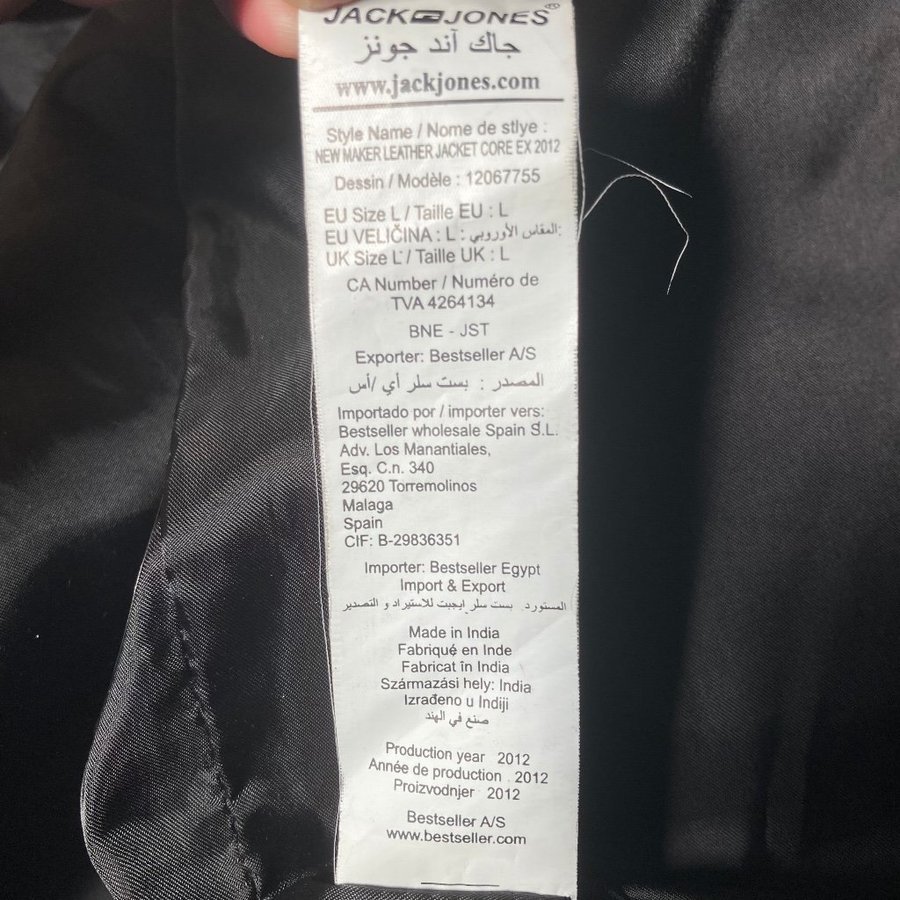 JACK JONES®
جاك آند جونز
www.jackjones.com
Style Name / Nome de stlye :
NEW MAKER LEATHER JACKET CORE EX 2012
Dessin / Modèle : 12067755
EU Size L / Taille EU : L
EU VELIČINA : L : المقاس الأوروبي:
UK Size L / Taille UK : L
CA Number / Numéro de
TVA 4264134
BNE - JST
Exporter: Bestseller A/S
المصدر : بست سلر أي /أس
Importado por / importer vers:
Bestseller wholesale Spain S.L.
Adv. Los Manantiales,
Esq. C.n. 340
29620 Torremolinos
Malaga
Spain
CIF: B-29836351
Importer: Bestseller Egypt
Import & Export
المستورد. بست سلر ايجبت للاستيراد و التصدير
Made in India
Fabriqué en Inde
Fabricat în India
Származási hely: India
Izrađeno u Indiji
صنع في الهند
Production year 2012
Année de production . 2012
Proizvodnjer 2012
Bestseller A/S
www.bestseller.com